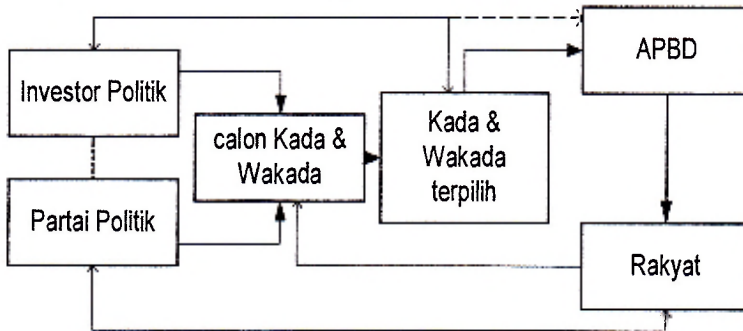 Investor Politik
Partai Politik
calon Kada &
Wakada
Kada &
Wakada
terpilih
APBD
Rakyat